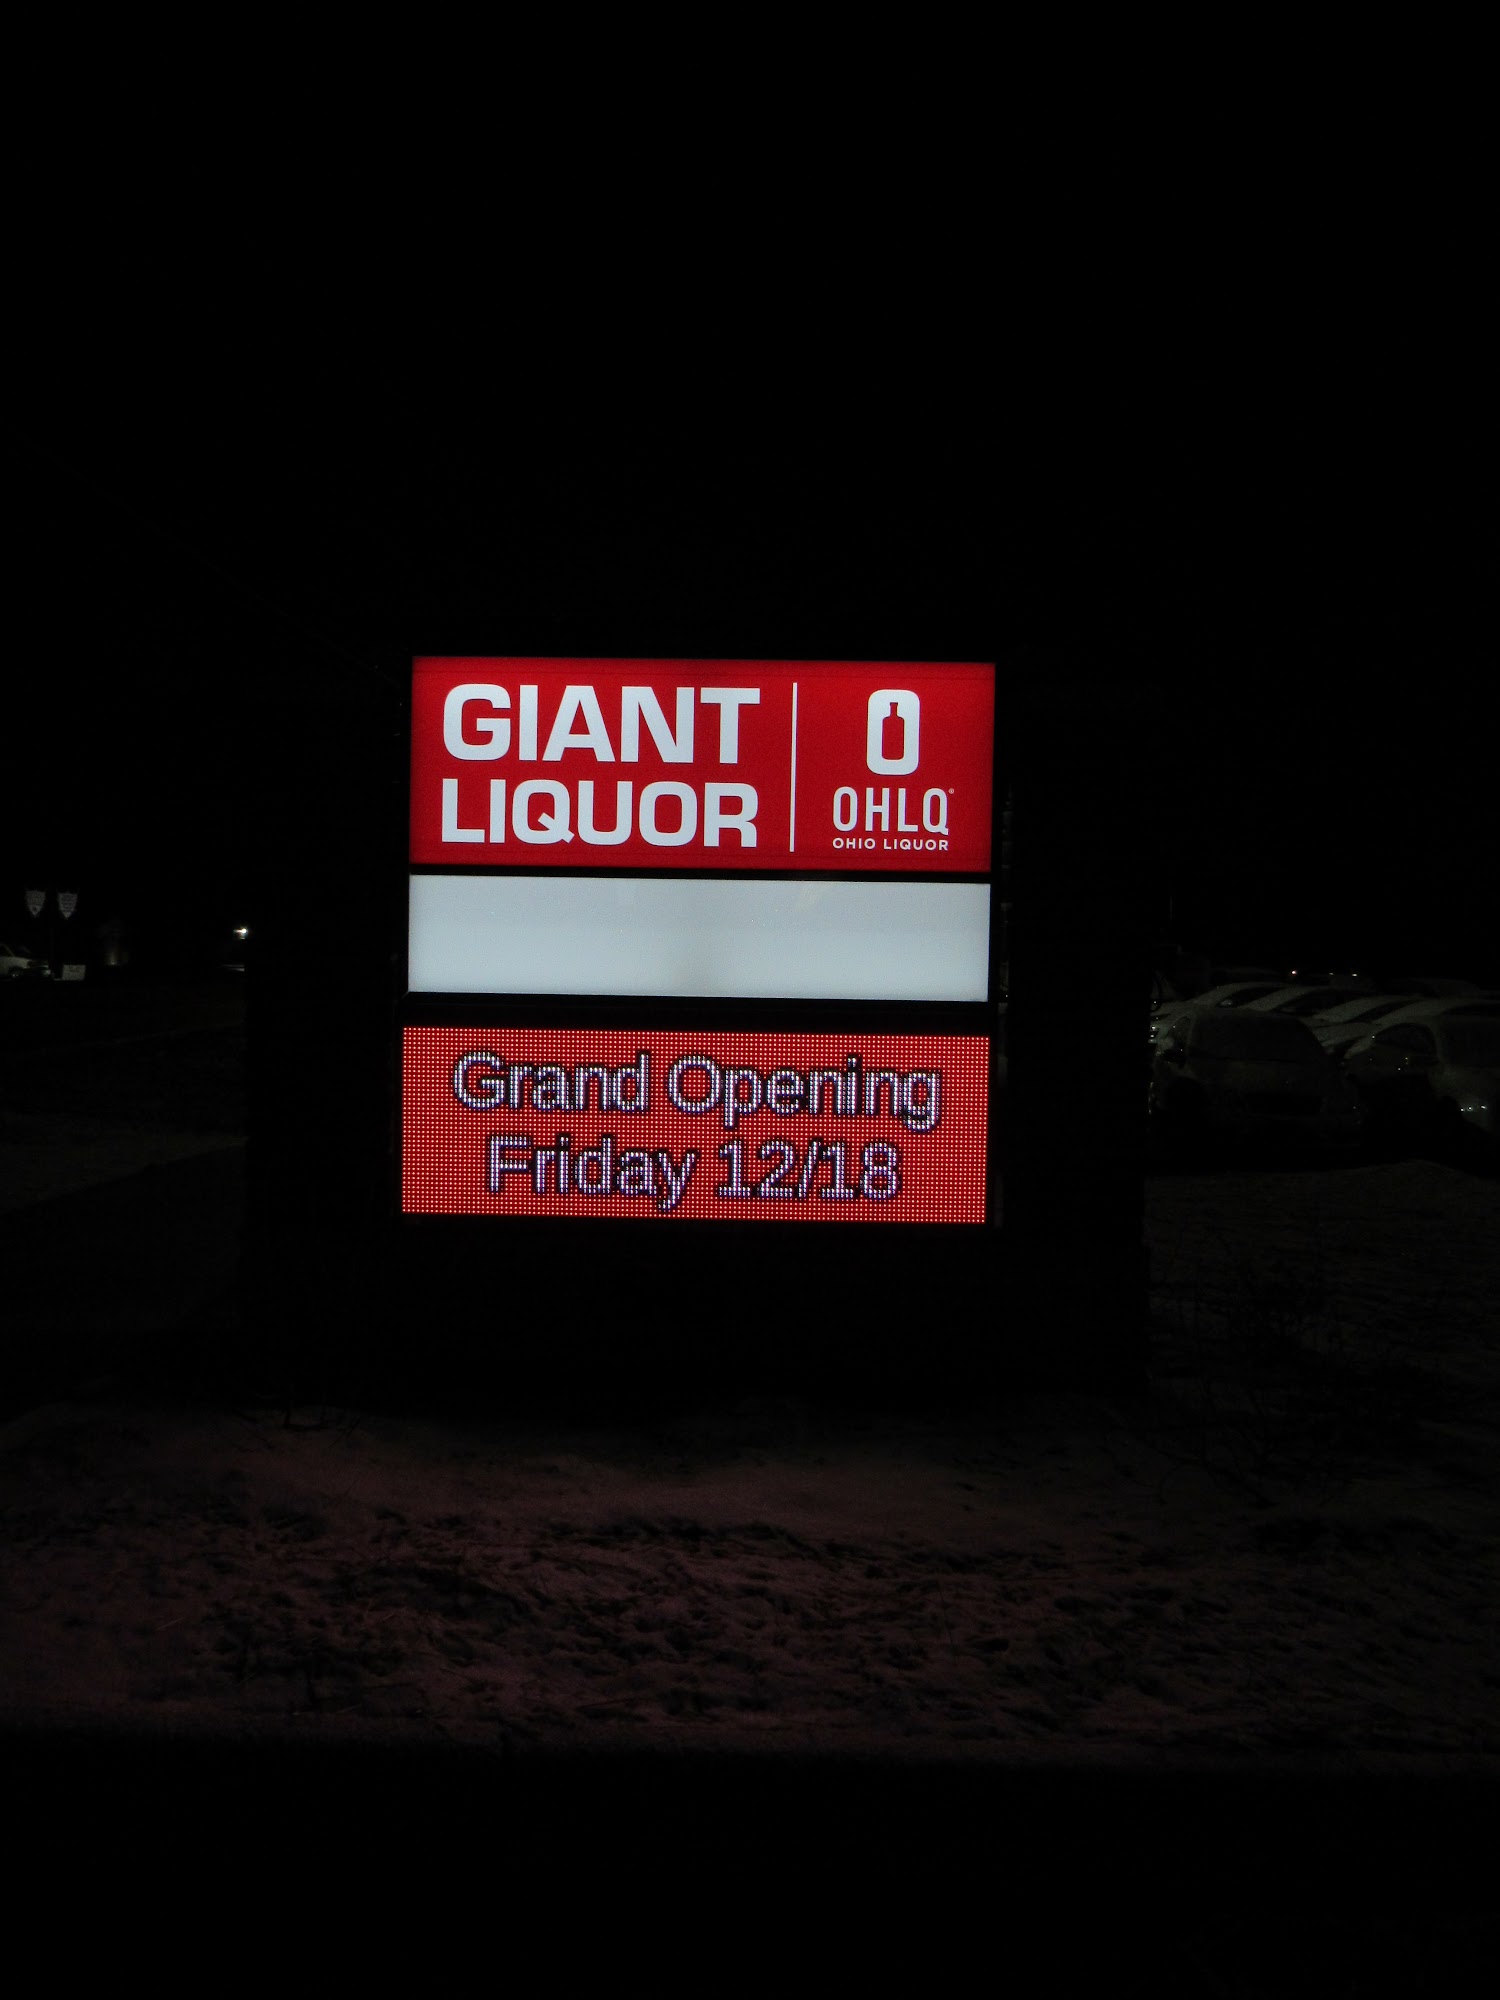 GIANT
LIQUOR
OHLQ®
OHIO LIQUOR
Grand Opening
Friday 12/18